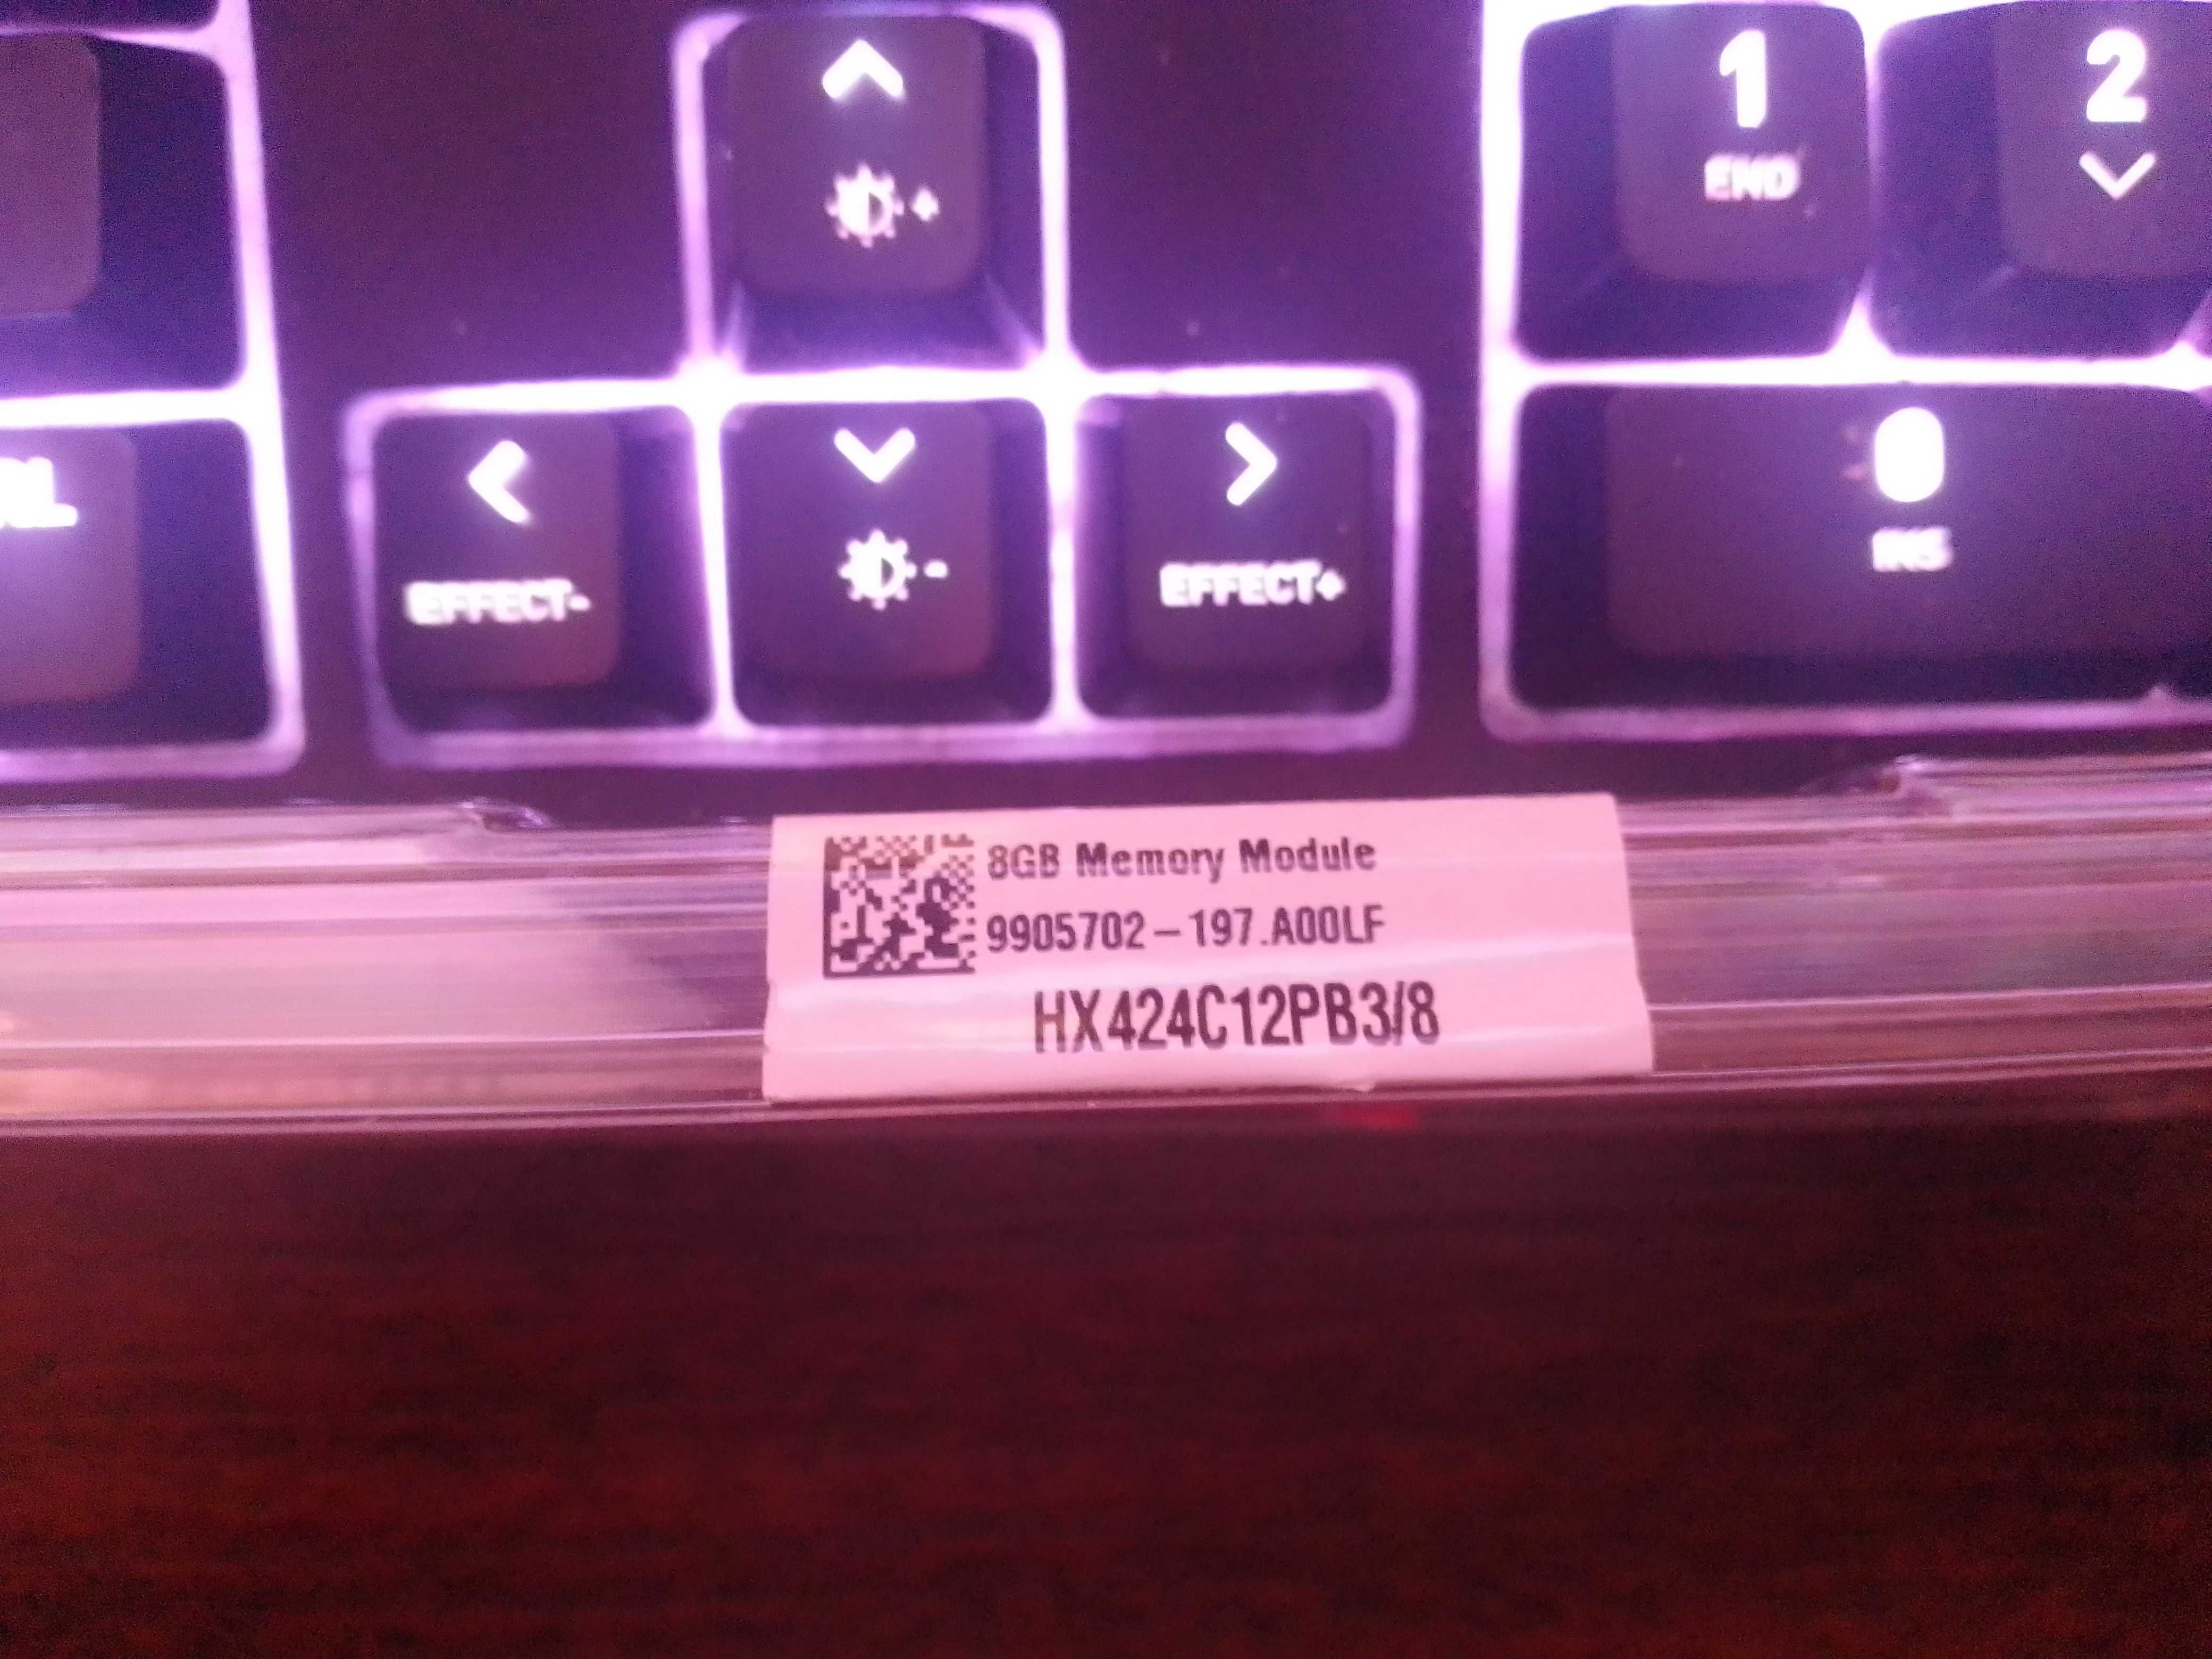 1 2
END
0
INS
EFFECT- - EFFECT+
8GB Memory Module
9905702-197.A00LF
HX424C12PB3/8